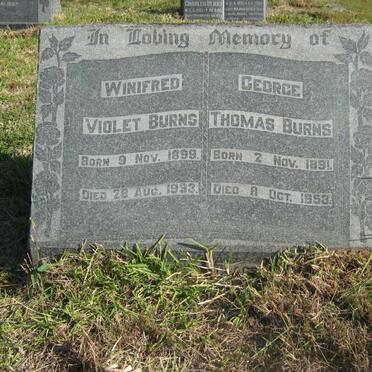 In Loving Memory of
WINIFRED
VIOLET BURNS
BORN 9 NOV. 1899.
DIED 28 AUG. 1993.
GEORGE
THOMAS BURNS
BORN 2 NOV. 1891.
DIED 8 OCT. 1958.